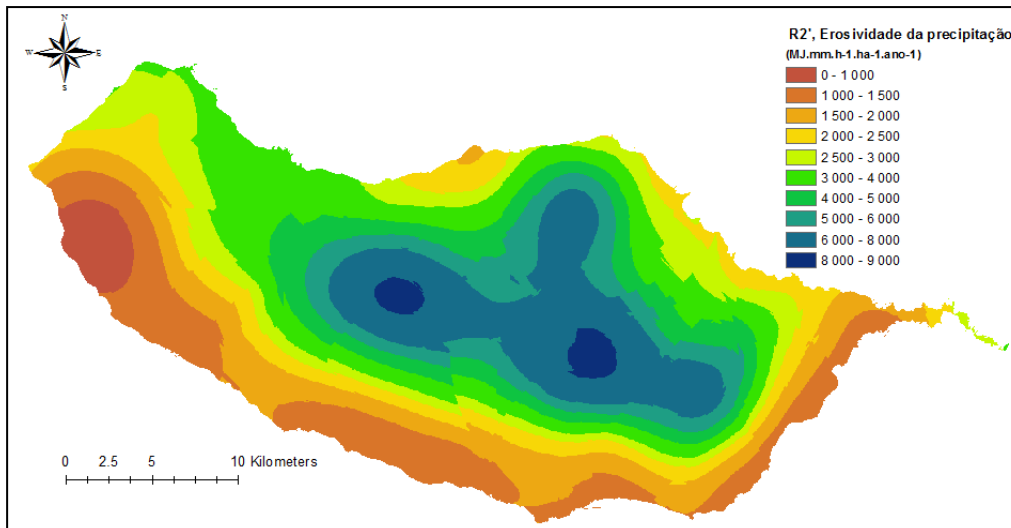 N
W E
S
R2', Erosividade da precipitação
(MJ.mm.h-1.ha-1.ano-1)
0 - 1 000
1 000 - 1 500
1 500 - 2 000
2 000 - 2 500
2 500 - 3 000
3 000 - 4 000
4 000 - 5 000
5 000 - 6 000
6 000 - 8 000
8 000 - 9 000
0 2.5 5 10 Kilometers